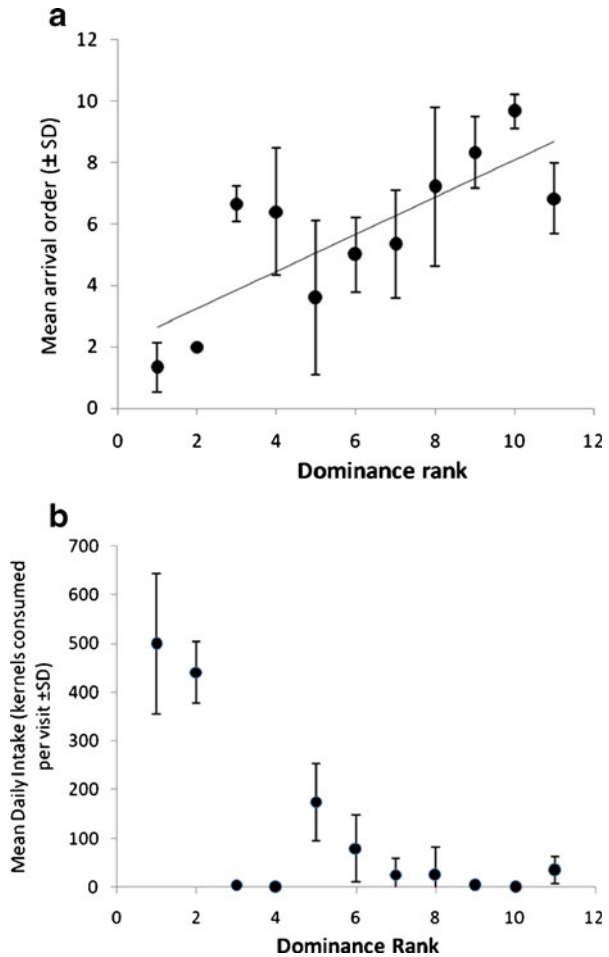 a
Mean arrival order (± SD)
12
10
8
6
4
2
0
0 2 4 6 8 10 12
Dominance rank
b
Mean Daily Intake (kernels consumed
per visit ±SD)
700
600
500
400
300
200
100
0
0 2 4 6 8 10 12
Dominance Rank